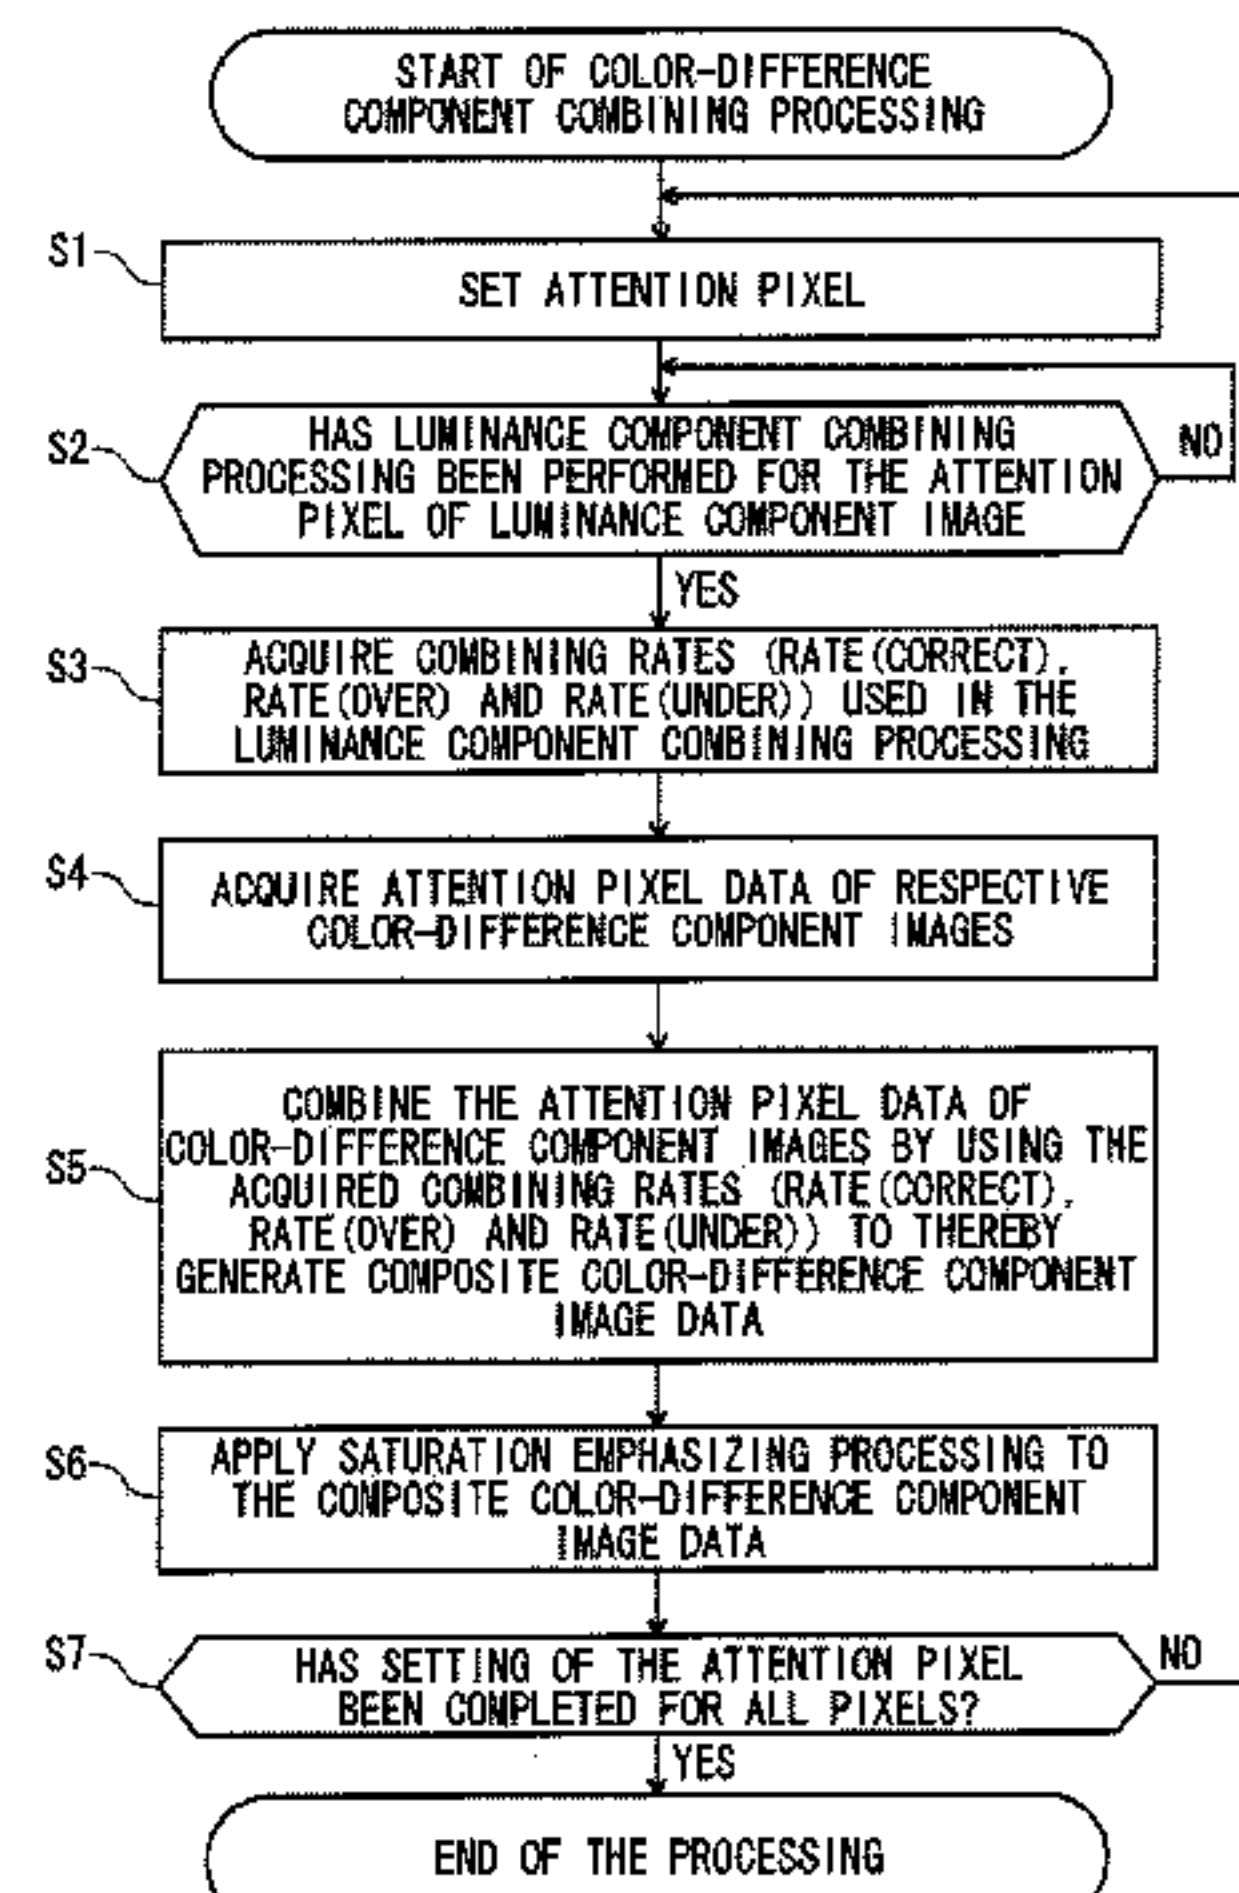 START OF COLOR-DIFFERENCE
COMPONENT COMBINING PROCESSING
S1
SET ATTENTION PIXEL
S2
HAS LUMINANCE COMPONENT COMBINING
PROCESSING BEEN PERFORMED FOR THE ATTENTION
PIXEL OF LUMINANCE COMPONENT IMAGE
NO
YES
S3
ACQUIRE COMBINING RATES (RATE(CORRECT),
RATE(OVER) AND RATE(UNDER)) USED IN THE
LUMINANCE COMPONENT COMBINING PROCESSING
S4
ACQUIRE ATTENTION PIXEL DATA OF RESPECTIVE
COLOR-DIFFERENCE COMPONENT IMAGES
S5
COMBINE THE ATTENTION PIXEL DATA OF
COLOR-DIFFERENCE COMPONENT IMAGES BY USING THE
ACQUIRED COMBINING RATES (RATE(CORRECT),
RATE(OVER) AND RATE(UNDER)) TO THEREBY
GENERATE COMPOSITE COLOR-DIFFERENCE COMPONENT
IMAGE DATA
S6
APPLY SATURATION EMPHASIZING PROCESSING TO
THE COMPOSITE COLOR-DIFFERENCE COMPONENT
IMAGE DATA
S7
HAS SETTING OF THE ATTENTION PIXEL
BEEN COMPLETED FOR ALL PIXELS?
NO
YES
END OF THE PROCESSING